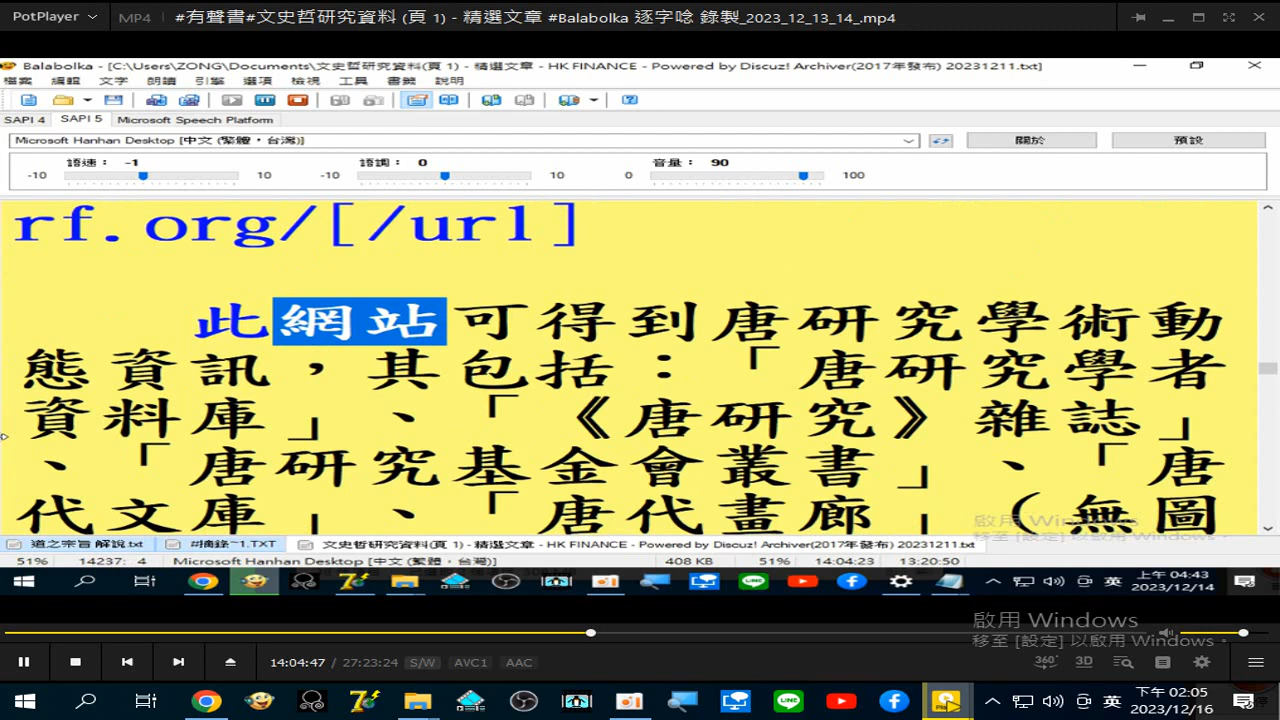 PotPlayer MP4 #有聲書#文史哲研究資料 (頁 1) - 精選文章 #Balabolka 逐字唸 錄製_2023_12_13_14_.mp4
Balabolka - [C:\Users\ZONG\Documents\文史哲研究資料(頁 1) - 精選文章 - HK FINANCE - Powered by Discuz! Archiver(2017年發布) 20231211.txt]
檔案 編輯 文字 朗讀 引擎 選項 檢視 工具 書籤 說明
SAPI 4 SAPI 5 Microsoft Speech Platform
Microsoft Hanhan Desktop [中文 (繁體，台灣)] 關於 預設
語速： -1 語調： 0 音量： 90
-10 10 -10 10 0 100
rf.org/[/url]
此網站可得到唐研究學術動
態資訊，其包括：「唐研究學者
資料庫」、「《唐研究》雜誌」
、「唐研究基金會叢書」、「唐
代文庫」、「唐代畫廊」（無圖
啟用 Windows
移至 [設定] 以啟用 Windows。
道之宗旨 解說.txt #摘錄~1.TXT 文史哲研究資料(頁 1) - 精選文章 - HK FINANCE - Powered by Discuz! Archiver(2017年發布) 20231211.txt
51% 14237: 4 Microsoft Hanhan Desktop [中文 (繁體，台灣)] 408 KB 51% 14:04:23 13:20:50
英 上午 04:43
2023/12/14
啟用 Windows
移至 [設定] 以啟用 Windows。
14:04:47 / 27:23:24 S/W AVC1 AAC 360° 3D
英 下午 02:05
2023/12/16